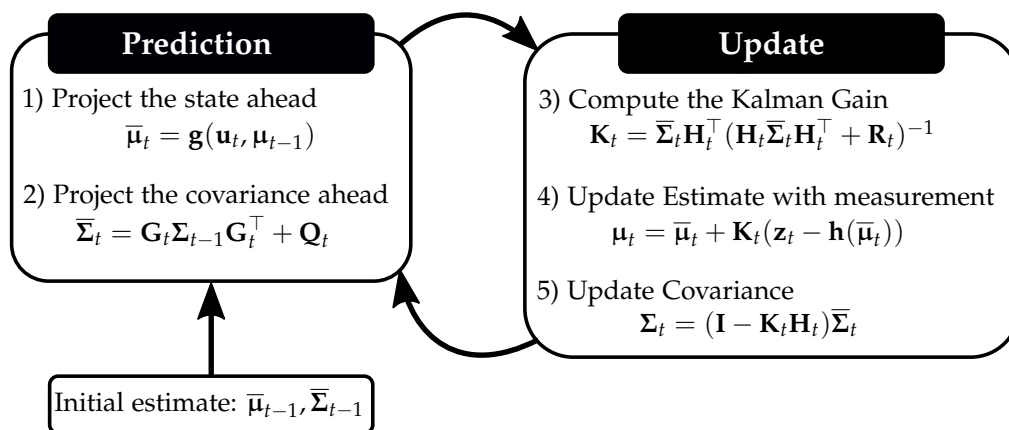 Prediction
1) Project the state ahead
μ̅ₜ = g(uₜ, μₜ₋₁)
2) Project the covariance ahead
Σ̅ₜ = GₜΣₜ₋₁Gₜ⊤ + Qₜ
Initial estimate: μ̅ₜ₋₁, Σ̅ₜ₋₁
Update
3) Compute the Kalman Gain
Kₜ = Σ̅ₜHₜ⊤(HₜΣ̅ₜHₜ⊤ + Rₜ)⁻¹
4) Update Estimate with measurement
μₜ = μ̅ₜ + Kₜ(zₜ − h(μ̅ₜ))
5) Update Covariance
Σₜ = (I − KₜHₜ)Σ̅ₜ